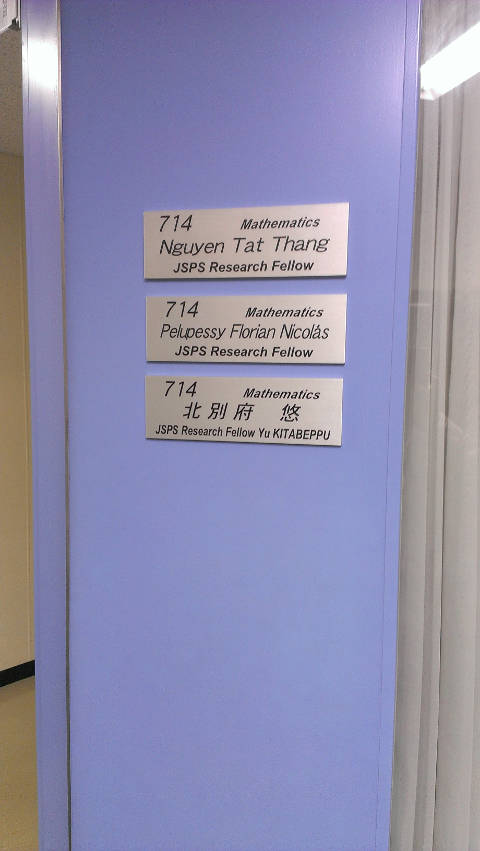 714 Mathematics
Nguyen Tat Thang
JSPS Research Fellow
714 Mathematics
Pelupessy Florian Nicolás
JSPS Research Fellow
714 Mathematics
北別府 悠
JSPS Research Fellow Yu KITABEPPU